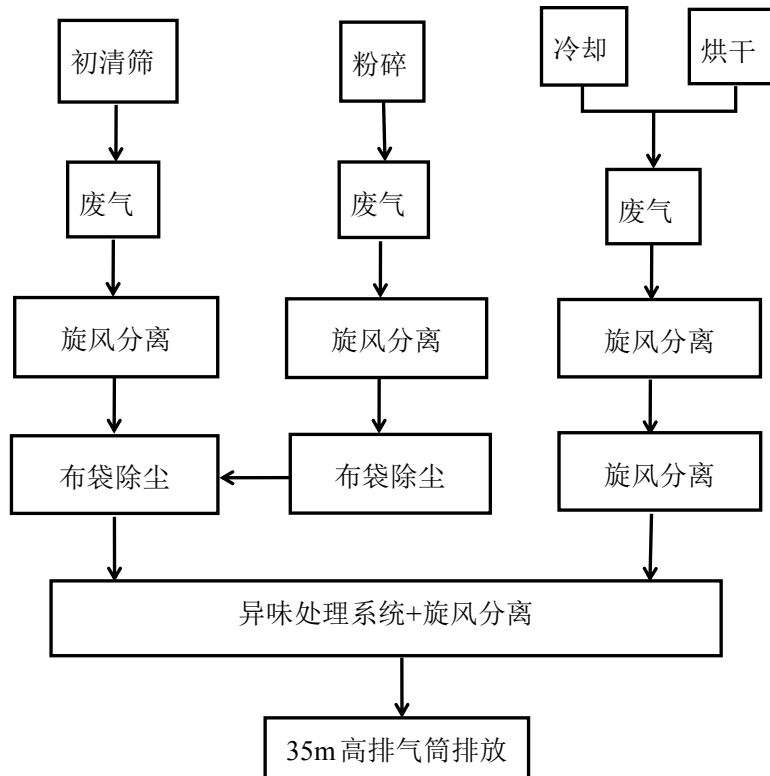 初清筛
粉碎
冷却
烘干
废气
废气
废气
旋风分离
旋风分离
旋风分离
布袋除尘
布袋除尘
旋风分离
异味处理系统+旋风分离
35m高排气筒排放